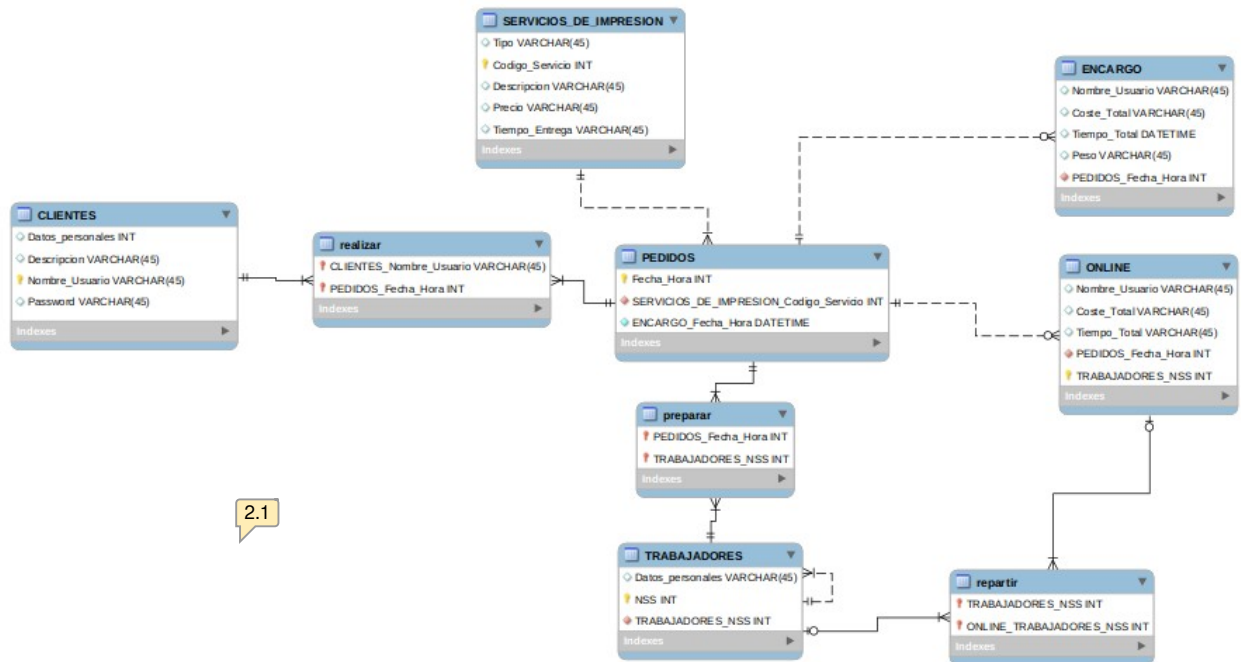 SERVICIOS_DE_IMPRESION
Tipo VARCHAR(45)
Codigo_Servicio INT
Descripcion VARCHAR(45)
Precio VARCHAR(45)
Tiempo_Entrega VARCHAR(45)
Indexes
ENCARGO
Nombre_Usuario VARCHAR(45)
Coste_Total VARCHAR(45)
Tiempo_Total DATETIME
Peso VARCHAR(45)
PEDIDOS_Fecha_Hora INT
Indexes
CLIENTES
Datos_personales INT
Descripcion VARCHAR(45)
Nombre_Usuario VARCHAR(45)
Password VARCHAR(45)
Indexes
realizar
CLIENTES_Nombre_Usuario VARCHAR(45)
PEDIDOS_Fecha_Hora INT
Indexes
PEDIDOS
Fecha_Hora INT
SERVICIOS_DE_IMPRESION_Codigo_Servicio INT
ENCARGO_Fecha_Hora DATETIME
Indexes
ONLINE
Nombre_Usuario VARCHAR(45)
Coste_Total VARCHAR(45)
Tiempo_Total VARCHAR(45)
PEDIDOS_Fecha_Hora INT
TRABAJADORES_NSS INT
Indexes
preparar
PEDIDOS_Fecha_Hora INT
TRABAJADORES_NSS INT
Indexes
2.1
TRABAJADORES
Datos_personales VARCHAR(45)
NSS INT
TRABAJADORES_NSS INT
Indexes
repartir
TRABAJADORES_NSS INT
ONLINE_TRABAJADORES_NSS INT
Indexes